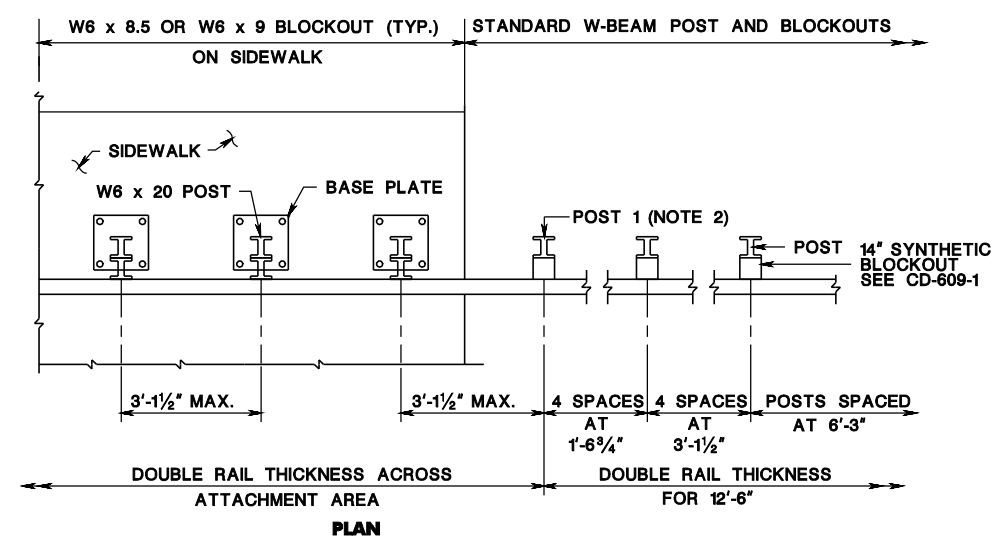 W6 x 8.5 OR W6 x 9 BLOCKOUT (TYP.)
ON SIDEWALK
STANDARD W-BEAM POST AND BLOCKOUTS
SIDEWALK
W6 x 20 POST
BASE PLATE
POST 1 (NOTE 2)
POST
14" SYNTHETIC
BLOCKOUT
SEE CD-609-1
3'-1½" MAX.
3'-1½" MAX.
4 SPACES
AT
1'-6¾"
4 SPACES
AT
3'-1½"
POSTS SPACED
AT 6'-3"
DOUBLE RAIL THICKNESS ACROSS
ATTACHMENT AREA
DOUBLE RAIL THICKNESS
FOR 12'-6"
PLAN